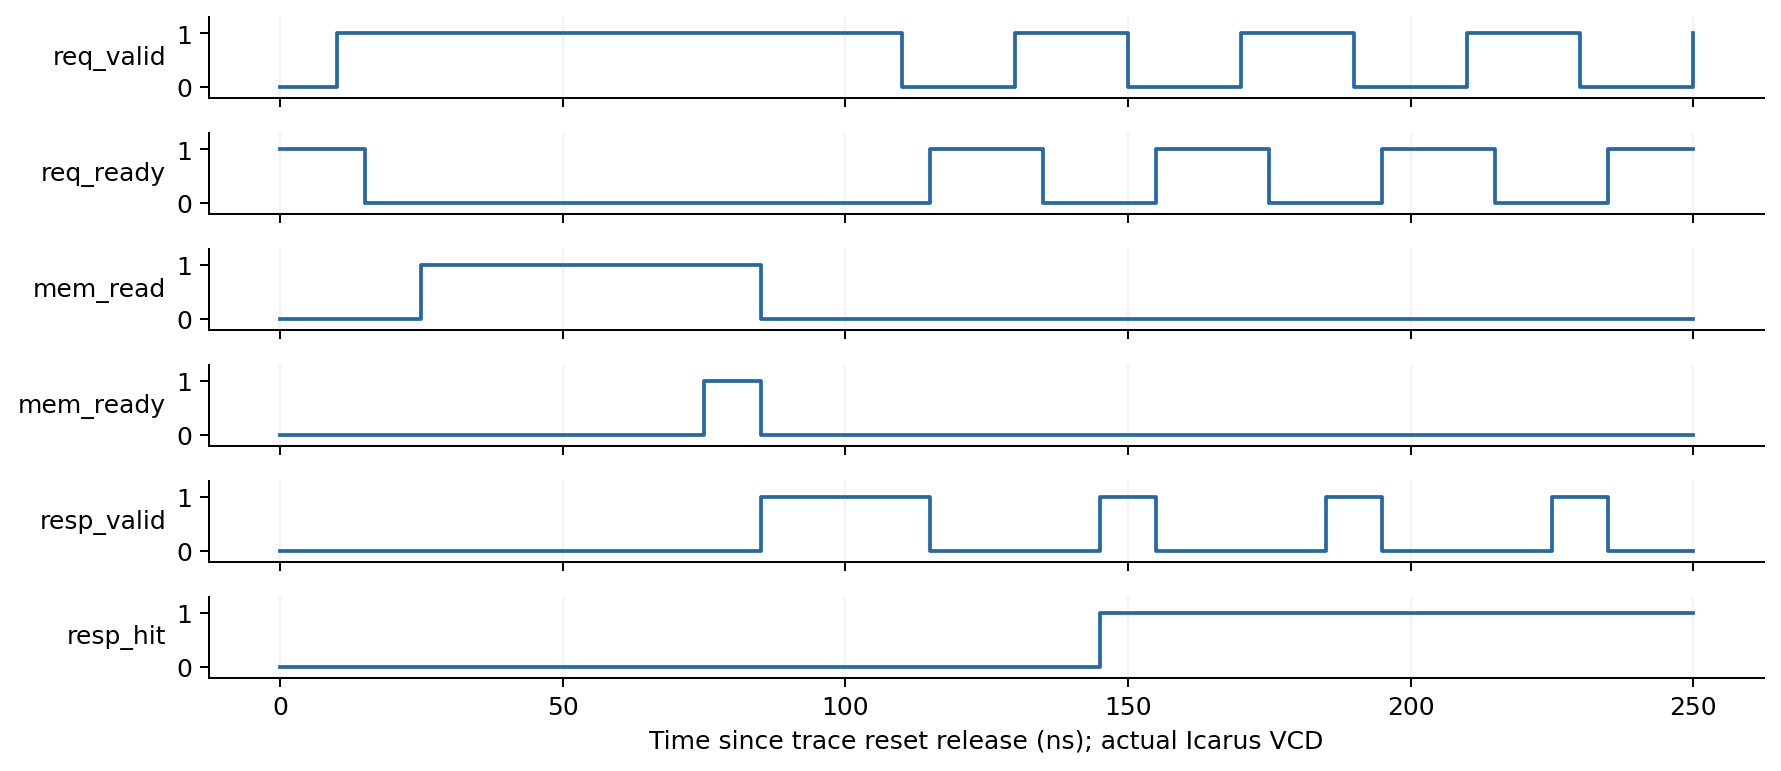 1
req_valid
0
1
req_ready
0
1
mem_read
0
1
mem_ready
0
1
resp_valid
0
1
resp_hit
0
0 50 100 150 200 250
Time since trace reset release (ns); actual Icarus VCD